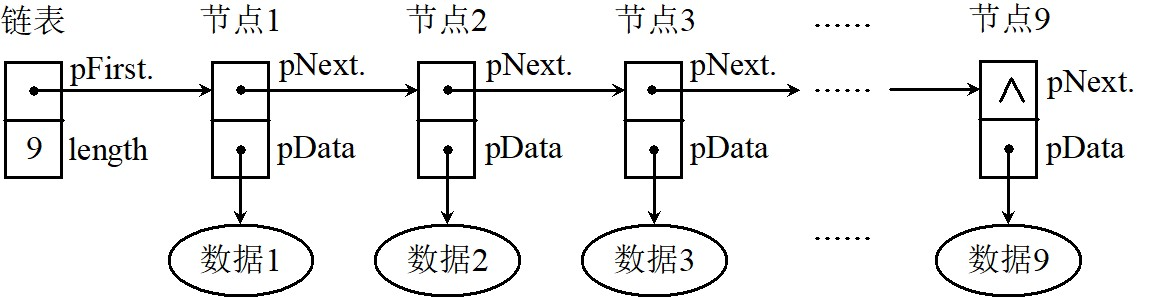 链表 节点1 节点2 节点3 …… 节点9
pFirst. pNext. pNext. pNext. …… ∧ pNext.
9 length pData pData pData pData
数据1 数据2 数据3 …… 数据9